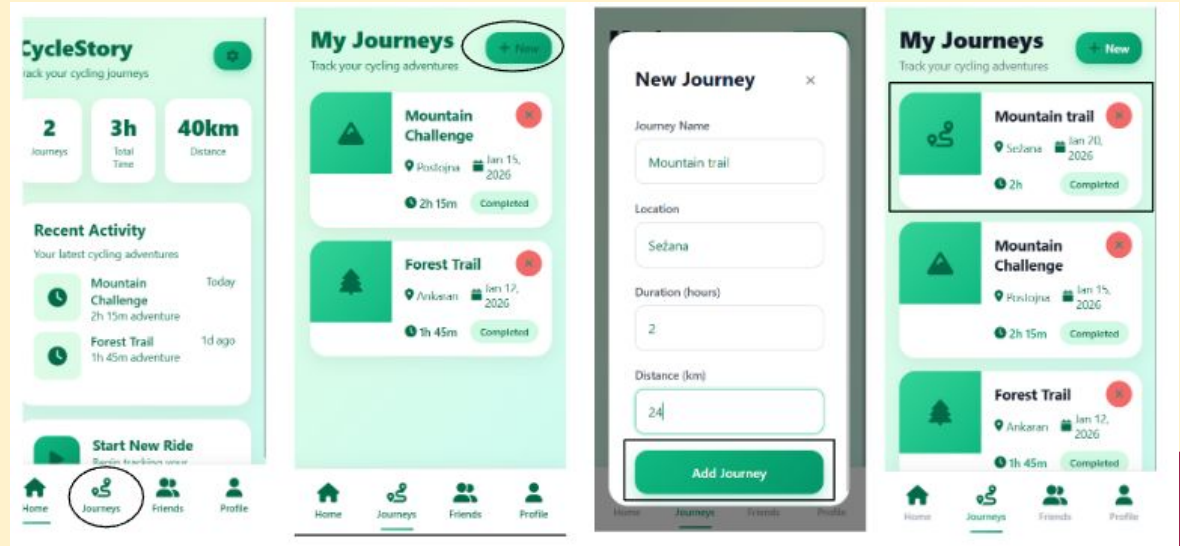 CycleStory
rack your cycling journeys
2
Journeys
3h
Total
Time
40km
Distance
Recent Activity
Your latest cycling adventures
Mountain
Challenge
Today
2h 15m adventure
Forest Trail
1d ago
1h 45m adventure
Start New Ride
Begin tracking your
Home
Journeys
Friends
Profile
My Journeys
+ New
Track your cycling adventures
Mountain
Challenge
Postojna
Jan 15,
2026
2h 15m
Completed
Forest Trail
Ankaran
Jan 12,
2026
1h 45m
Completed
Home
Journeys
Friends
Profile
New Journey
×
Journey Name
Mountain trail
Location
Sežana
Duration (hours)
2
Distance (km)
24
Add Journey
Home
Journeys
Friends
Profile
My Journeys
+ New
Track your cycling adventures
Mountain trail
Sežana
Jan 20,
2026
2h
Completed
Mountain
Challenge
Postojna
Jan 15,
2026
2h 15m
Completed
Forest Trail
Ankaran
Jan 12,
2026
1h 45m
Completed
Home
Journeys
Friends
Profile